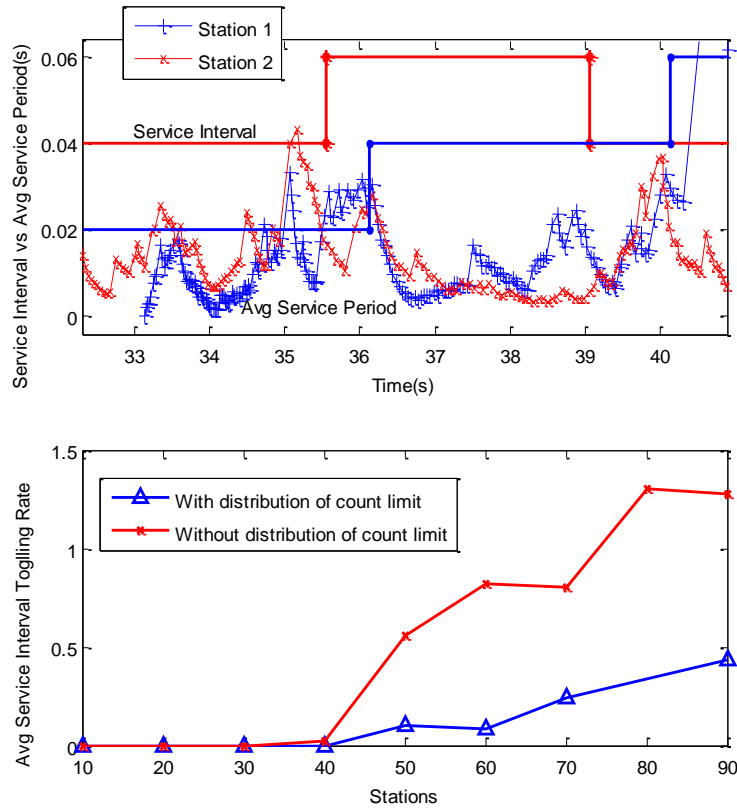 Station 1
Station 2
Service Interval vs Avg Service Period(s)
0.06
0.04
0.02
0
Service Interval
Avg Service Period
33 34 35 36 37 38 39 40
Time(s)
Avg Service Interval Toglling Rate
1.5
1
0.5
0
With distribution of count limit
Without distribution of count limit
10 20 30 40 50 60 70 80 90
Stations